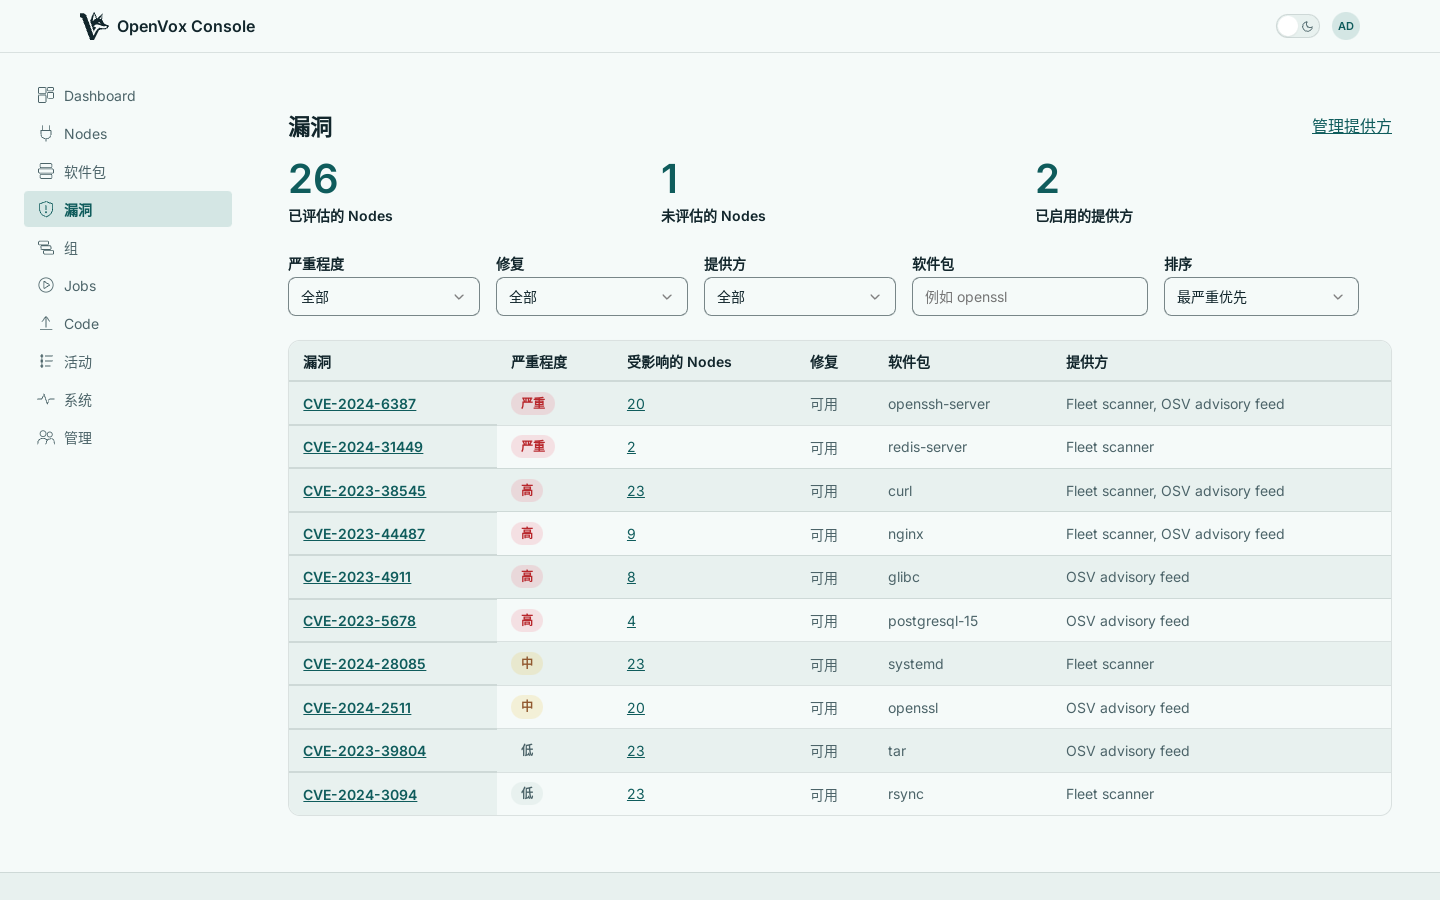 OpenVox Console
AD
Dashboard
Nodes
软件包
漏洞
组
Jobs
Code
活动
系统
管理
漏洞
管理提供方
26
已评估的 Nodes
1
未评估的 Nodes
2
已启用的提供方
严重程度
全部
修复
全部
提供方
全部
软件包
例如 openssl
排序
最严重优先
漏洞 严重程度 受影响的 Nodes 修复 软件包 提供方
CVE-2024-6387 严重 20 可用 openssh-server Fleet scanner, OSV advisory feed
CVE-2024-31449 严重 2 可用 redis-server Fleet scanner
CVE-2023-38545 高 23 可用 curl Fleet scanner, OSV advisory feed
CVE-2023-44487 高 9 可用 nginx Fleet scanner, OSV advisory feed
CVE-2023-4911 高 8 可用 glibc OSV advisory feed
CVE-2023-5678 高 4 可用 postgresql-15 OSV advisory feed
CVE-2024-28085 中 23 可用 systemd Fleet scanner
CVE-2024-2511 中 20 可用 openssl OSV advisory feed
CVE-2023-39804 低 23 可用 tar OSV advisory feed
CVE-2024-3094 低 23 可用 rsync Fleet scanner